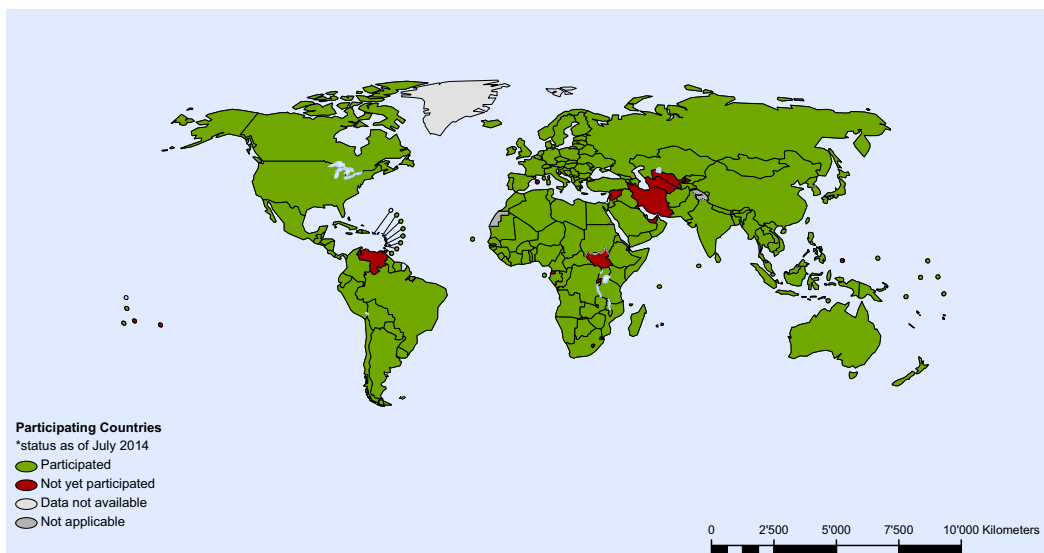 Participating Countries
*status as of July 2014
Participated
Not yet participated
Data not available
Not applicable
0 2'500 5'000 7'500 10'000 Kilometers